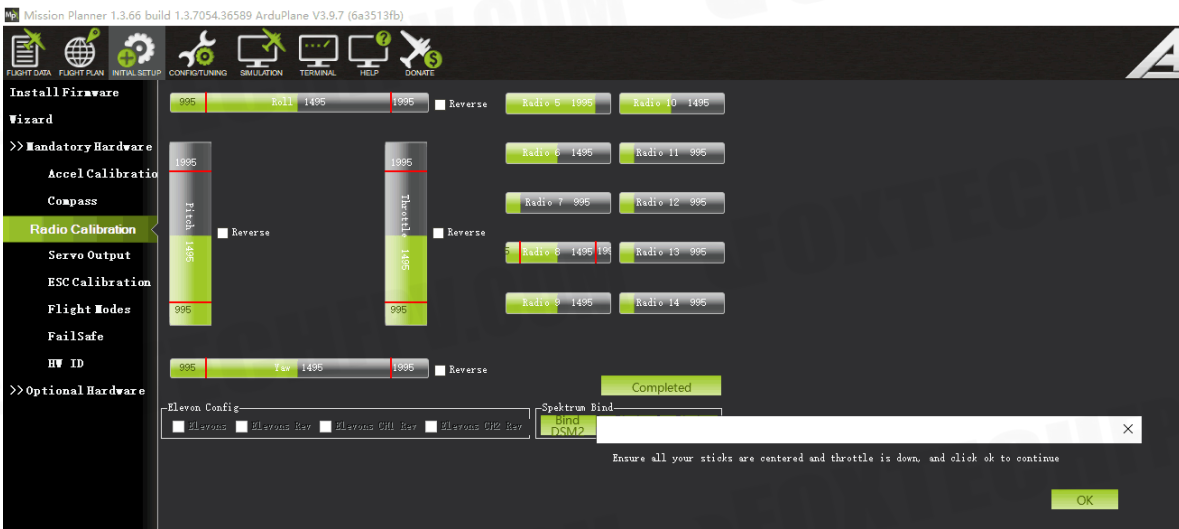 Mission Planner 1.3.66 build 1.3.7054.36589 ArduPlane V3.9.7 (6a3513fb)
FLIGHT DATA FLIGHT PLAN INITIAL SETUP CONFIG/TUNING SIMULATION TERMINAL HELP DONATE
Install Firmware
Wizard
>> Mandatory Hardware
Accel Calibratio
Compass
Radio Calibration
Servo Output
ESC Calibration
Flight Modes
FailSafe
HW ID
>> Optional Hardware
995 Roll 1495 1995 Reverse
1995
Pitch 1495
995
Reverse
1995
Throttle 1495
995
Reverse
995 Yaw 1495 1995 Reverse
Radio 5 1995 Radio 10 1495
Radio 6 1495 Radio 11 995
Radio 7 995 Radio 12 995
Radio 8 1495 199 Radio 13 995
Radio 9 1495 Radio 14 995
Completed
Elevon Config
Elevons Elevons Rev Elevons CH1 Rev Elevons CH2 Rev
Spektrum Bind
Bind
DSM2
Ensure all your sticks are centered and throttle is down, and click ok to continue
OK